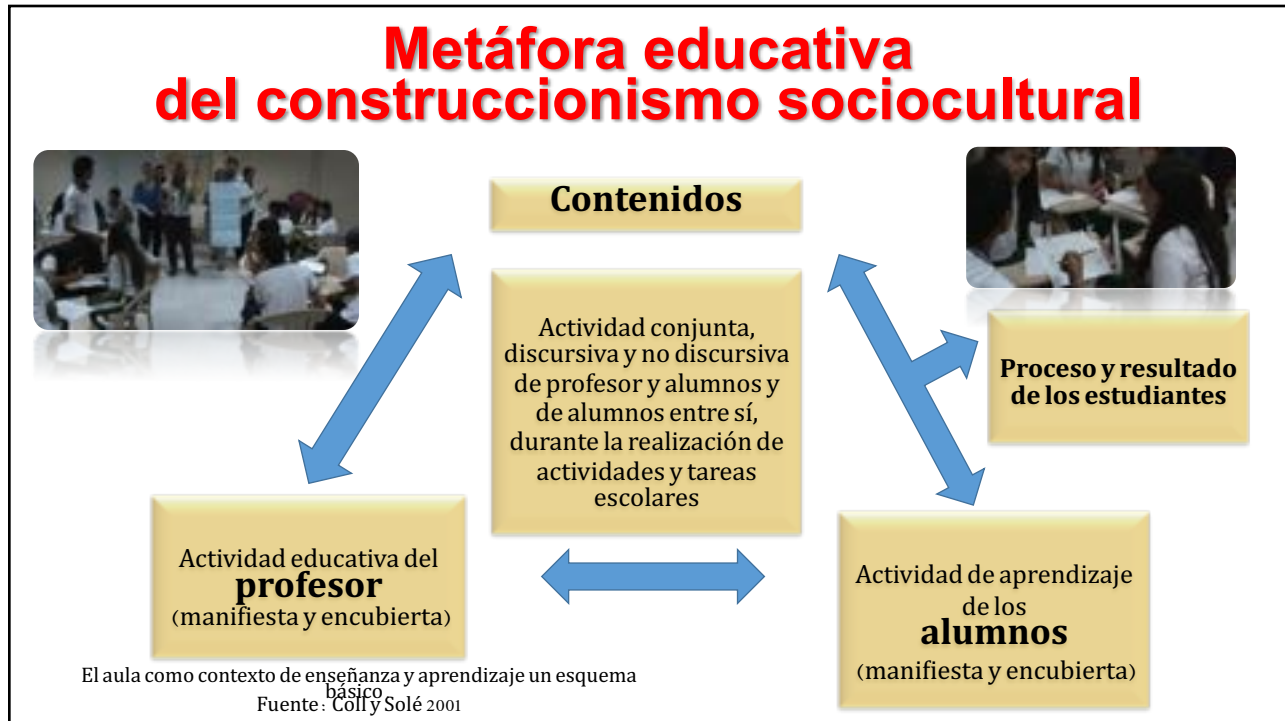 Metáfora educativa
del construccionismo sociocultural
Contenidos
Actividad conjunta,
discursiva y no discursiva
de profesor y alumnos y
de alumnos entre sí,
durante la realización de
actividades y tareas
escolares
Proceso y resultado
de los estudiantes
Actividad educativa del
profesor
(manifiesta y encubierta)
Actividad de aprendizaje
de los
alumnos
(manifiesta y encubierta)
El aula como contexto de enseñanza y aprendizaje un esquema
básico
Fuente: Coll y Solé 2001